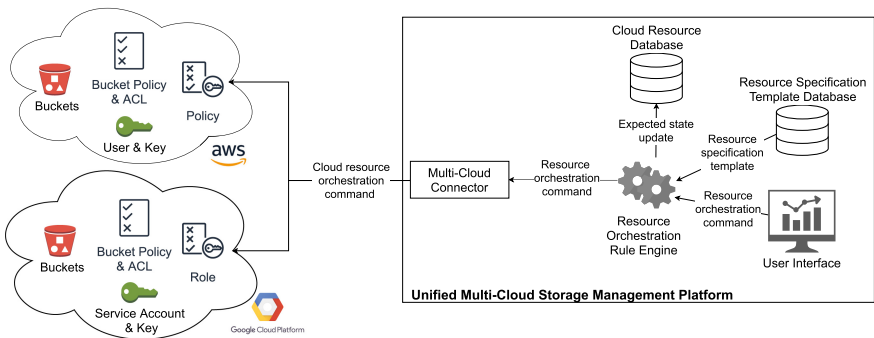 Buckets
Bucket Policy
& ACL
Policy
User & Key
aws
Buckets
Bucket Policy
& ACL
Role
Service Account
& Key
Google Cloud Platform
Cloud resource
orchestration
command
Multi-Cloud
Connector
Resource
orchestration
command
Cloud Resource
Database
Expected state
update
Resource Specification
Template Database
Resource
specification
template
Resource
orchestration
command
Resource
Orchestration
Rule Engine
User Interface
Unified Multi-Cloud Storage Management Platform